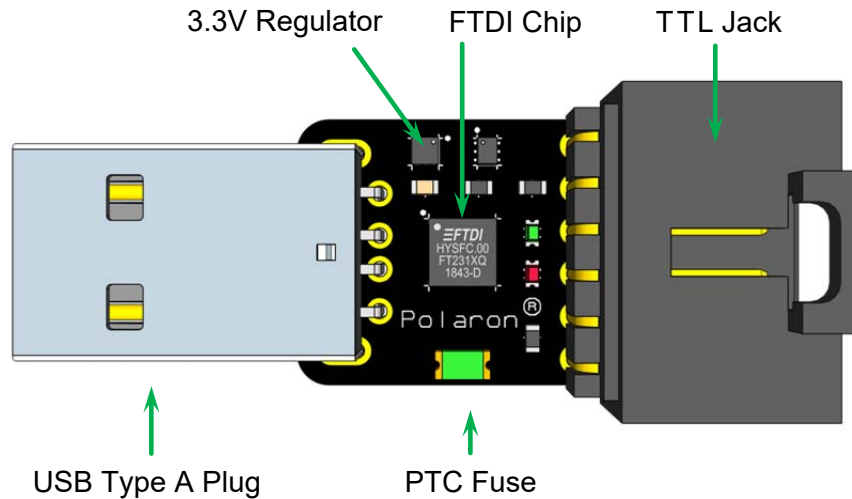 3.3V Regulator
FTDI Chip
TTL Jack
FTDI
HYSFC.00
FT231XQ
1843-D
®
Polaron
USB Type A Plug
PTC Fuse